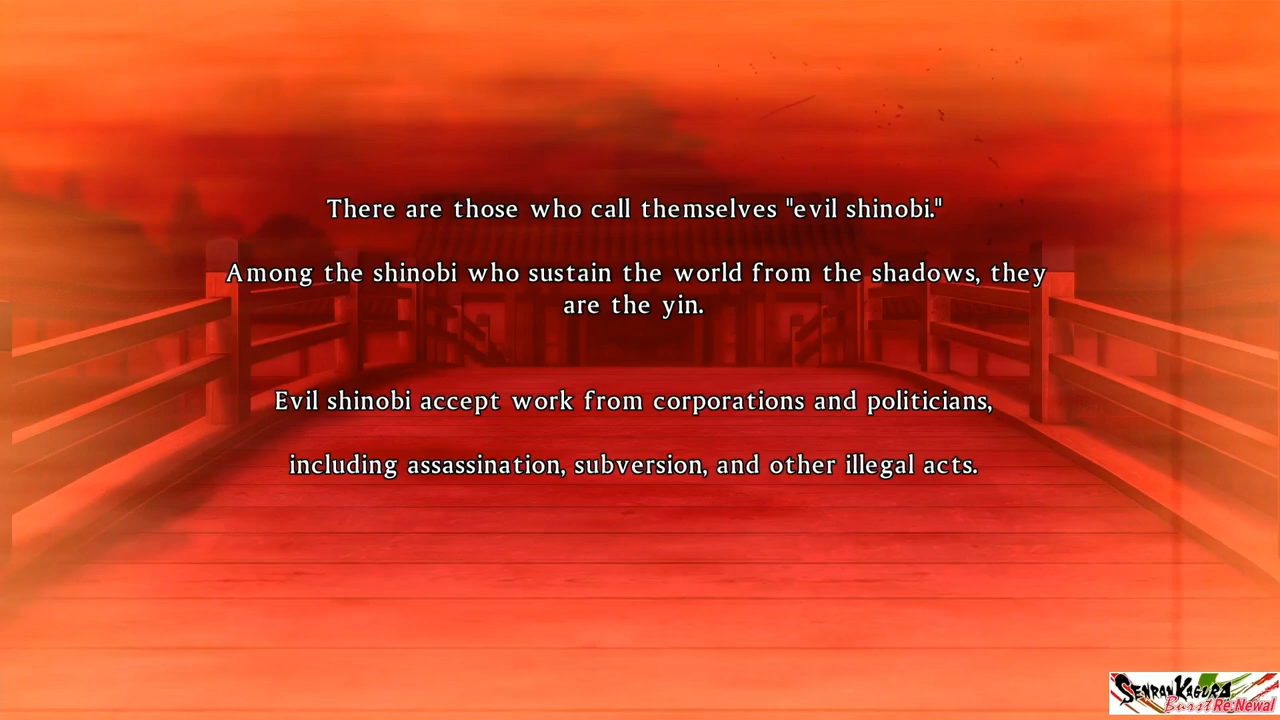 There are those who call themselves "evil shinobi."
Among the shinobi who sustain the world from the shadows, they
are the yin.
Evil shinobi accept work from corporations and politicians,
including assassination, subversion, and other illegal acts.
SENRAN KAGURA
Burst Re:Newal